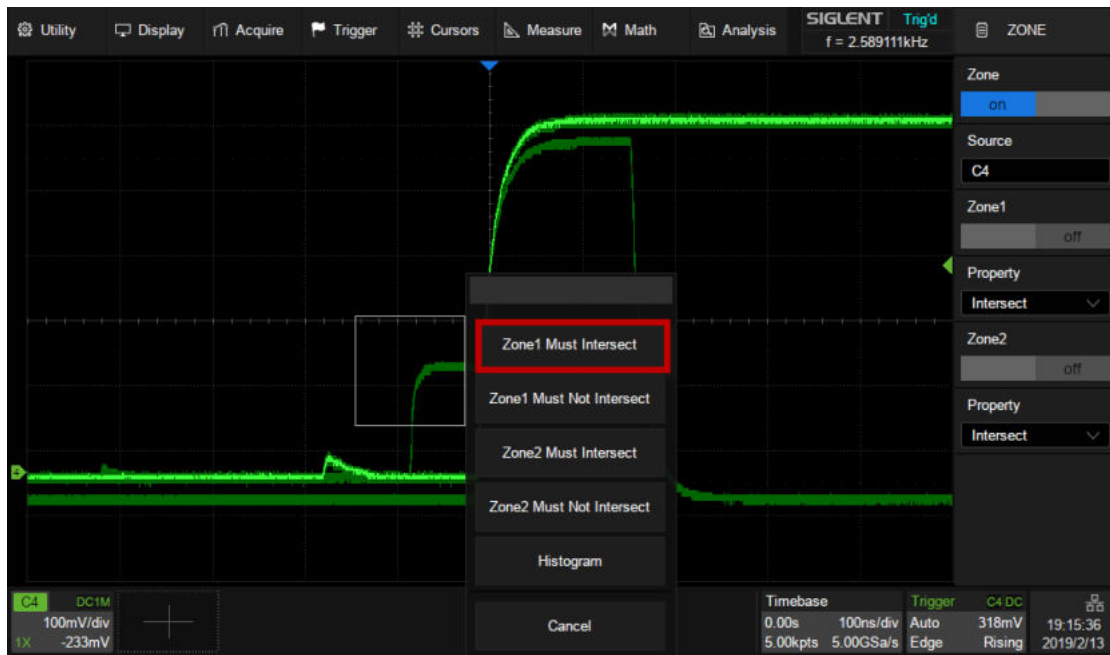 Utility Display Acquire Trigger Cursors Measure Math Analysis
SIGLENT Trig'd
f = 2.589111kHz
ZONE
Zone
on
Source
C4
Zone1
off
Property
Intersect
Zone2
off
Property
Intersect
Zone1 Must Intersect
Zone1 Must Not Intersect
Zone2 Must Intersect
Zone2 Must Not Intersect
Histogram
Cancel
4
C4 DC1M
100mV/div
1X -233mV
Timebase
0.00s 100ns/div
5.00kpts 5.00GSa/s
Trigger C4 DC
Auto 318mV
Edge Rising
19:15:36
2019/2/13